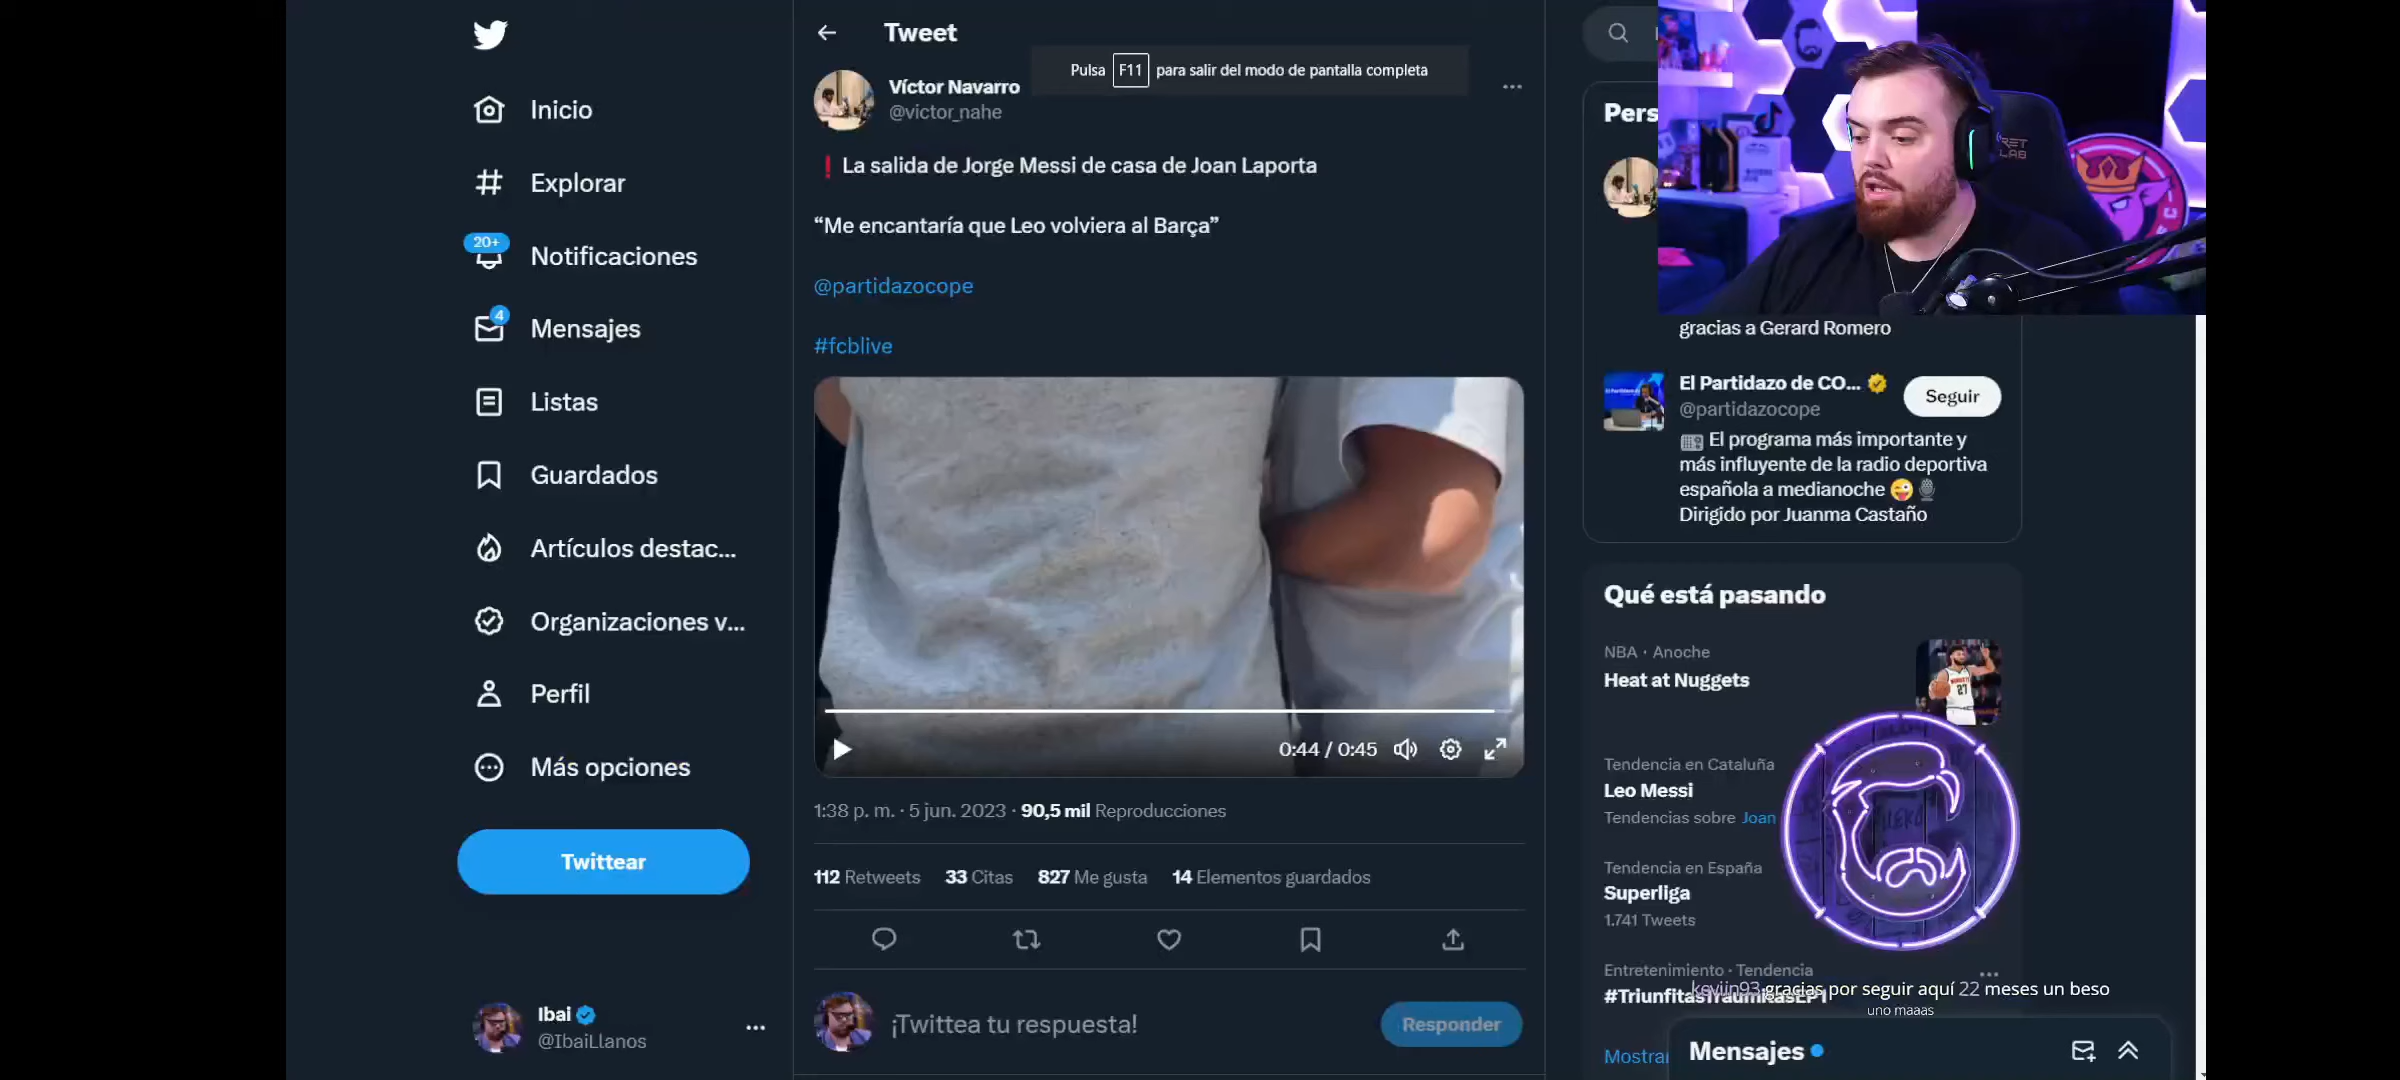 Tweet
Pulsa F11 para salir del modo de pantalla completa
Inicio
Explorar
20+
Notificaciones
4
Mensajes
Listas
Guardados
Artículos destac...
Organizaciones v...
Perfil
Más opciones
Twittear
Ibai
@IbaiLlanos
Víctor Navarro
@victor_nahe
❗La salida de Jorge Messi de casa de Joan Laporta
“Me encantaría que Leo volviera al Barça”
@partidazocope
#fcblive
0:44 / 0:45
1:38 p. m. · 5 jun. 2023 · 90,5 mil Reproducciones
112 Retweets 33 Citas 827 Me gusta 14 Elementos guardados
¡Twittea tu respuesta!
Responder
Pers
gracias a Gerard Romero
El Partidazo de CO...
@partidazocope
Seguir
📻 El programa más importante y
más influyente de la radio deportiva
española a medianoche 😜🎙
Dirigido por Juanma Castaño
Qué está pasando
NBA · Anoche
Heat at Nuggets
27
Tendencia en Cataluña
Leo Messi
Tendencias sobre Joan
Tendencia en España
Superliga
1.741 Tweets
Entretenimiento · Tendencia
keviin93 gracias por seguir aquí 22 meses un beso
uno maaas
Mostrar
Mensajes